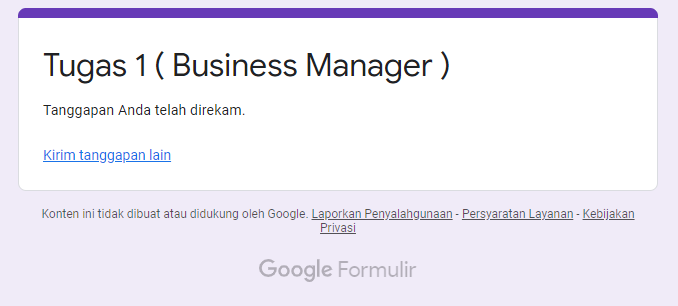 Tugas 1 ( Business Manager )
Tanggapan Anda telah direkam.
Kirim tanggapan lain
Konten ini tidak dibuat atau didukung oleh Google. Laporkan Penyalahgunaan - Persyaratan Layanan - Kebijakan
Privasi
Google Formulir